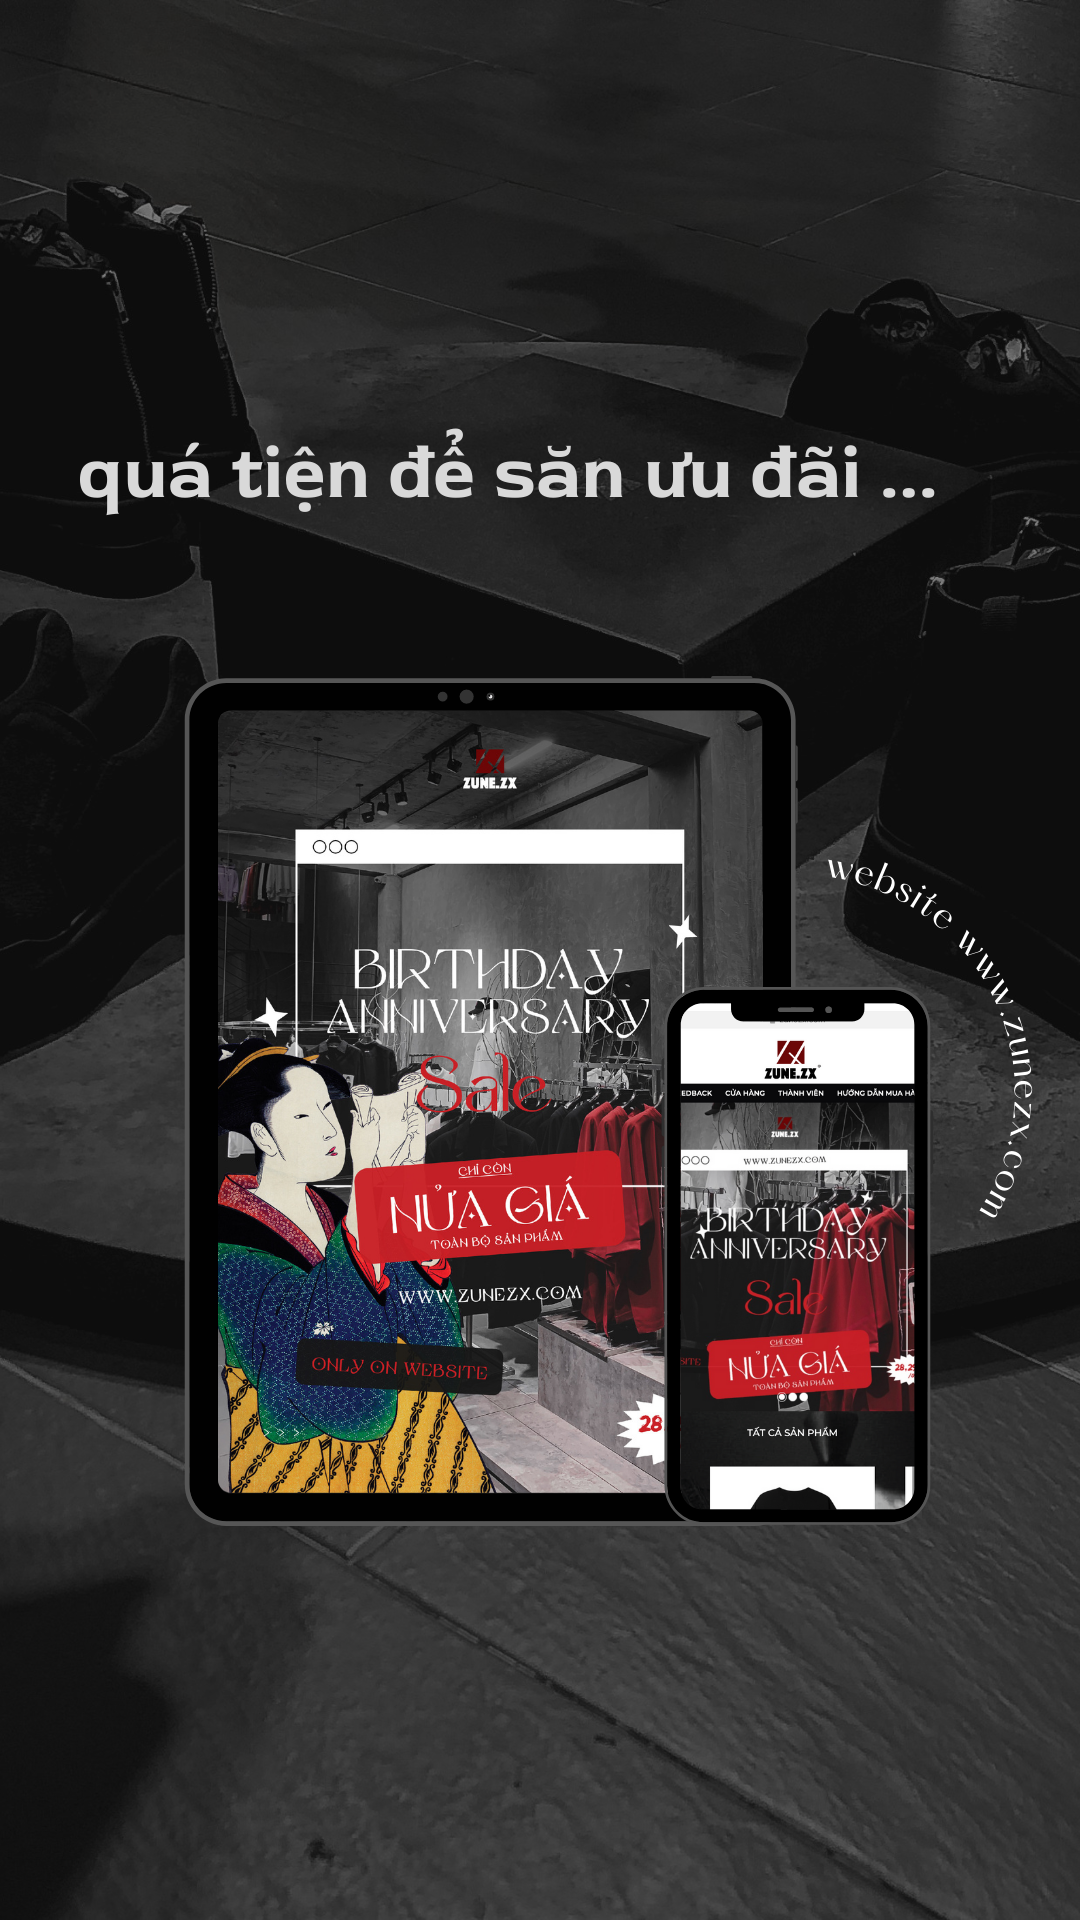 quá tiện để săn ưu đãi ...
ZUNE.ZX
BIRTHDAY
ANNIVERSARY
Sale
CHỈ CÒN
NỬA GIÁ
TOÀN BỘ SẢN PHẨM
WWW.ZUNEZX.COM
ONLY ON WEBSITE
28
website www.zunezx.com
ZUNE.ZX
EDBACK CỬA HÀNG THÀNH VIÊN HƯỚNG DẪN MUA HÀ
ZUNE.ZX
WWW.ZUNEZX.COM
BIRTHDAY
ANNIVERSARY
Sale
CHỈ CÒN
NỬA GIÁ
TOÀN BỘ SẢN PHẨM
SITE
28.29
TẤT CẢ SẢN PHẨM